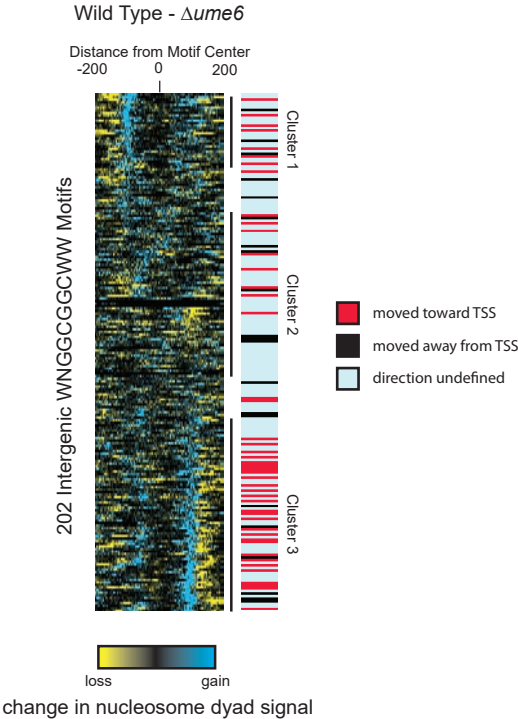 Wild Type - Δume6
Distance from Motif Center
-200 0 200
202 Intergenic WNGGCGGCWW Motifs
Cluster 1
Cluster 2
Cluster 3
moved toward TSS
moved away from TSS
direction undefined
loss gain
change in nucleosome dyad signal